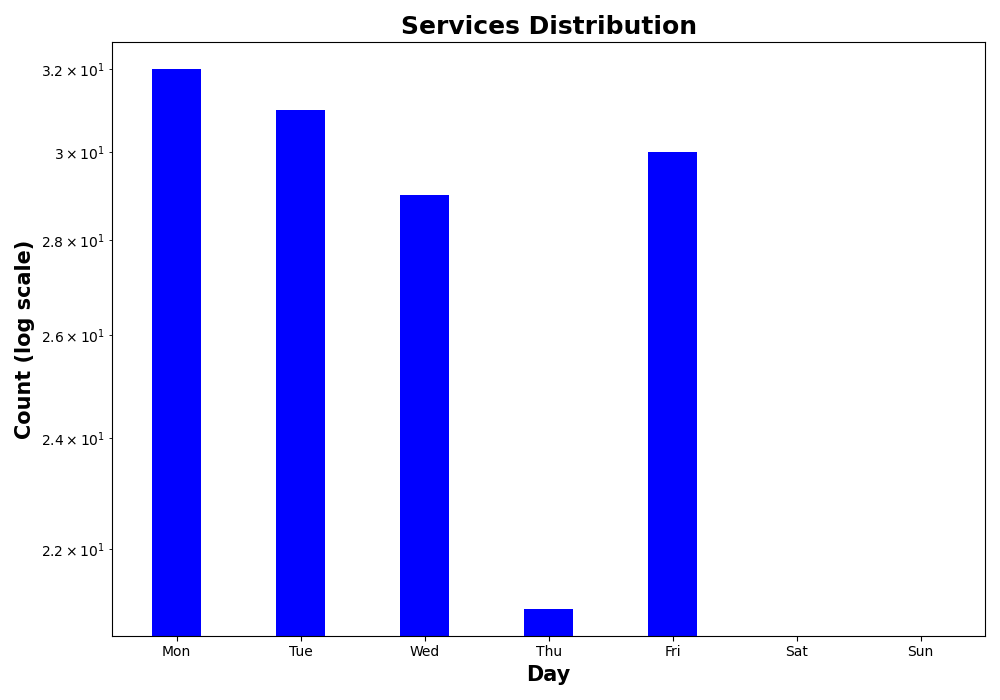 Services Distribution
Count (log scale)
3.2 × 10¹
3 × 10¹
2.8 × 10¹
2.6 × 10¹
2.4 × 10¹
2.2 × 10¹
Mon Tue Wed Thu Fri Sat Sun
Day